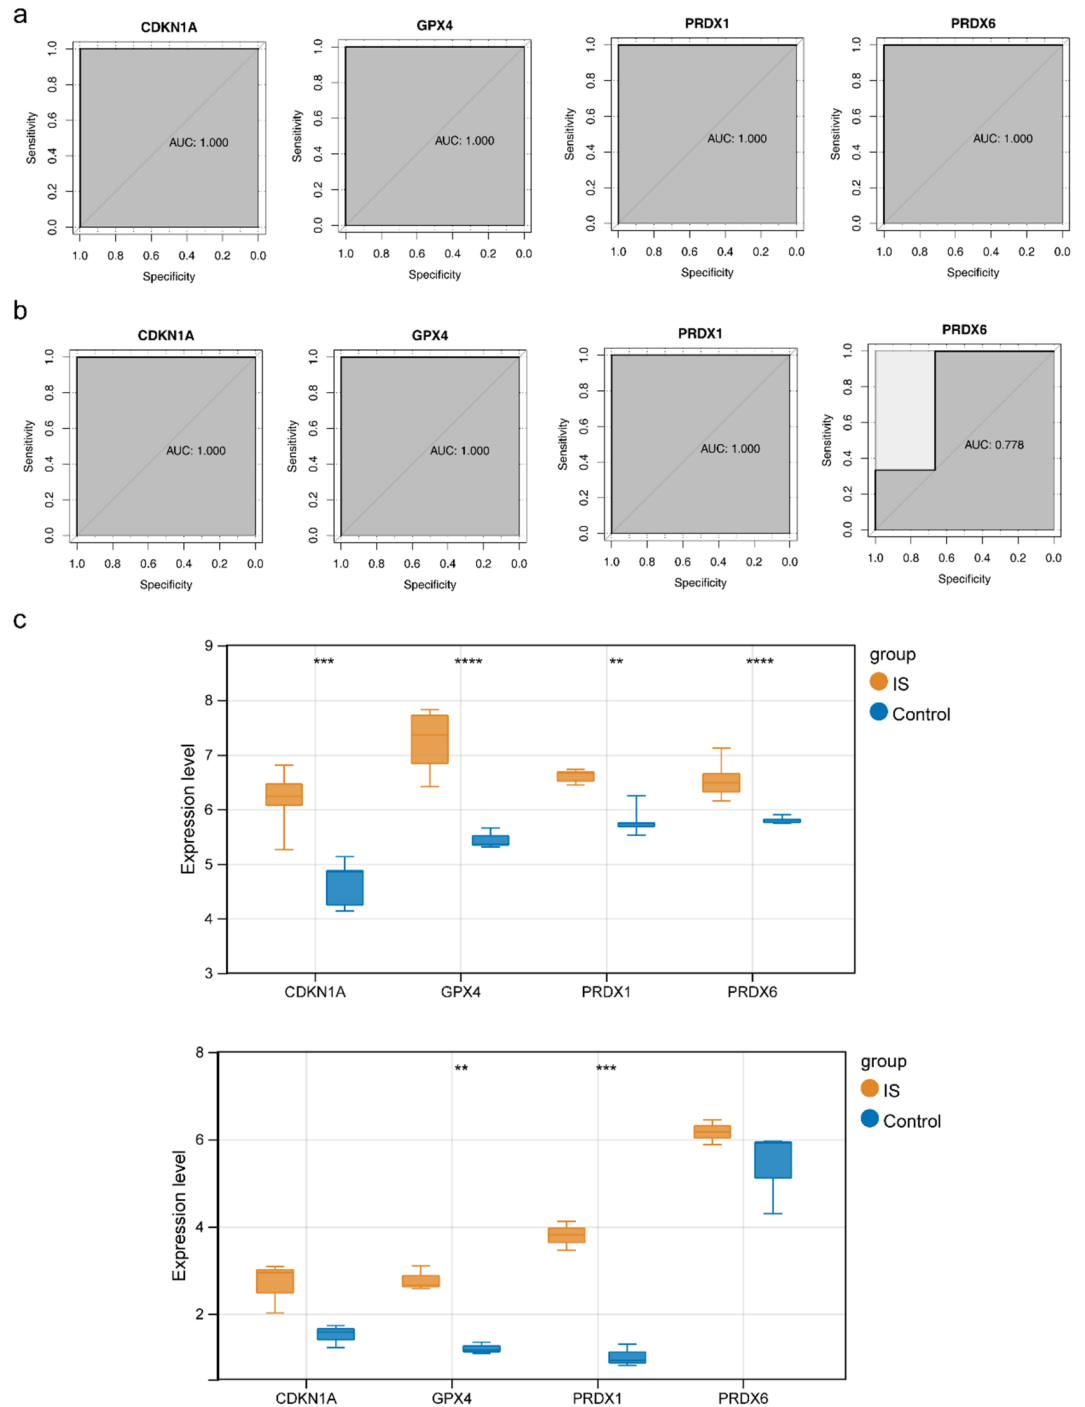 a
CDKN1A
GPX4
PRDX1
PRDX6
Sensitivity
1.0
0.8
0.6
0.4
0.2
0.0
AUC: 1.000
1.0 0.8 0.6 0.4 0.2 0.0
Specificity
Sensitivity
1.0
0.8
0.6
0.4
0.2
0.0
AUC: 1.000
1.0 0.8 0.6 0.4 0.2 0.0
Specificity
Sensitivity
1.0
0.8
0.6
0.4
0.2
0.0
AUC: 1.000
1.0 0.8 0.6 0.4 0.2 0.0
Specificity
Sensitivity
1.0
0.8
0.6
0.4
0.2
0.0
AUC: 1.000
1.0 0.8 0.6 0.4 0.2 0.0
Specificity
b
CDKN1A
GPX4
PRDX1
PRDX6
Sensitivity
1.0
0.8
0.6
0.4
0.2
0.0
AUC: 1.000
1.0 0.8 0.6 0.4 0.2 0.0
Specificity
Sensitivity
1.0
0.8
0.6
0.4
0.2
0.0
AUC: 1.000
1.0 0.8 0.6 0.4 0.2 0.0
Specificity
Sensitivity
1.0
0.8
0.6
0.4
0.2
0.0
AUC: 1.000
1.0 0.8 0.6 0.4 0.2 0.0
Specificity
Sensitivity
1.0
0.8
0.6
0.4
0.2
0.0
AUC: 0.778
1.0 0.8 0.6 0.4 0.2 0.0
Specificity
c
Expression level
9
8
7
6
5
4
3
*** **** ** ****
CDKN1A GPX4 PRDX1 PRDX6
group
IS
Control
Expression level
8
6
4
2
** ***
CDKN1A GPX4 PRDX1 PRDX6
group
IS
Control